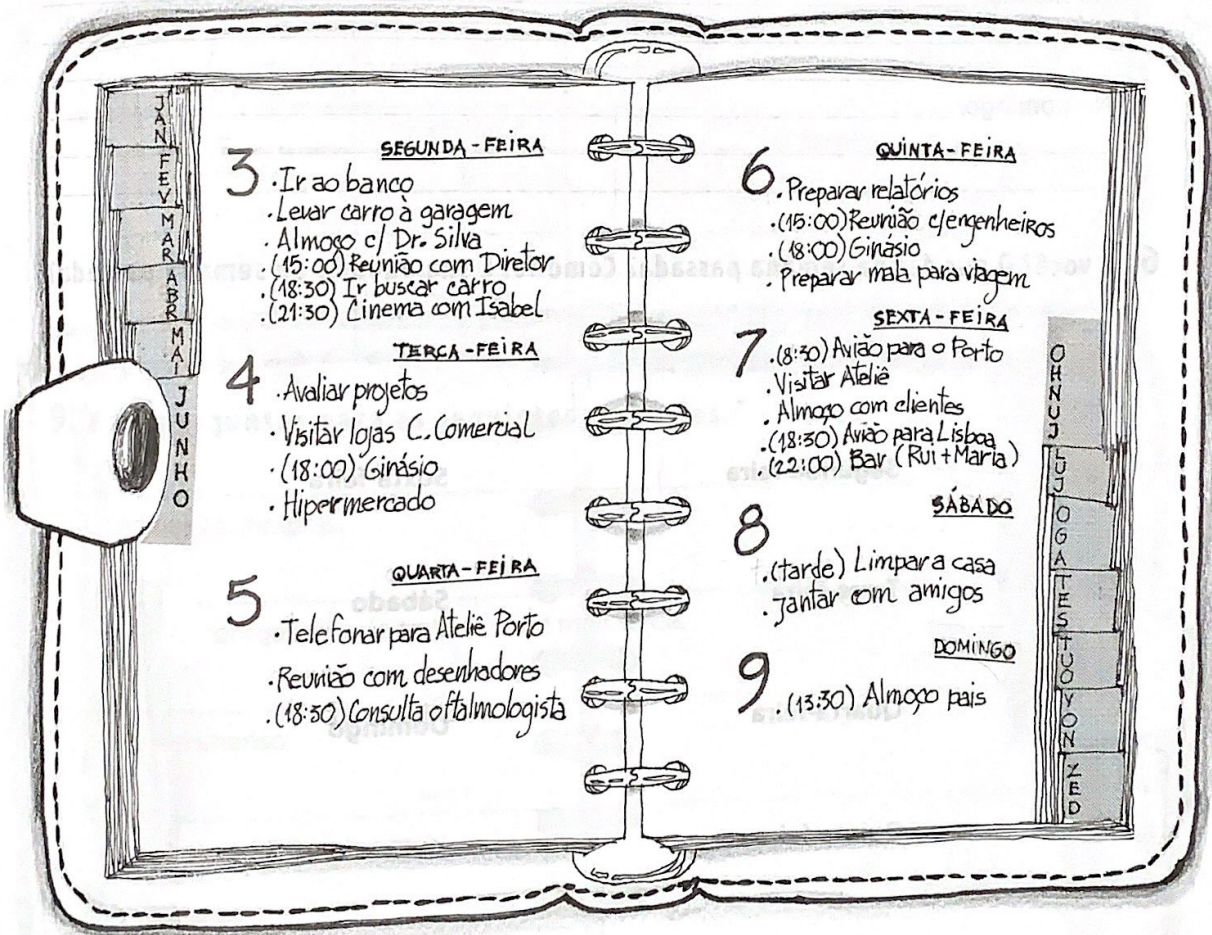 JAN
FEV
MAR
ABR
MAI
JUNHO
3
SEGUNDA-FEIRA
. Ir ao banco
. Levar carro à garagem
. Almoço c/ Dr. Silva
. (15:00) Reunião com Diretor
. (18:30) Ir buscar carro
. (21:30) Cinema com Isabel
4
TERÇA-FEIRA
. Avaliar projetos
. Visitar lojas C. Comercial
. (18:00) Ginásio
. Hipermercado
5
QUARTA-FEIRA
. Telefonar para Ateliê Porto
. Reunião com desenhadores
. (18:30) Consulta oftalmologista
6
QUINTA-FEIRA
. Preparar relatórios
. (15:00) Reunião c/engenheiros
. (18:00) Ginásio
. Preparar mala para viagem
7
SEXTA-FEIRA
. (8:30) Avião para o Porto
. Visitar Ateliê
. Almoço com clientes
. (18:30) Avião para Lisboa
. (22:00) Bar (Rui+Maria)
8
SÁBADO
. (tarde) Limpar a casa
. Jantar com amigos
9
DOMINGO
. (13:30) Almoço pais
JUNHO
JUL
AGO
SET
OUT
NOV
DEZ